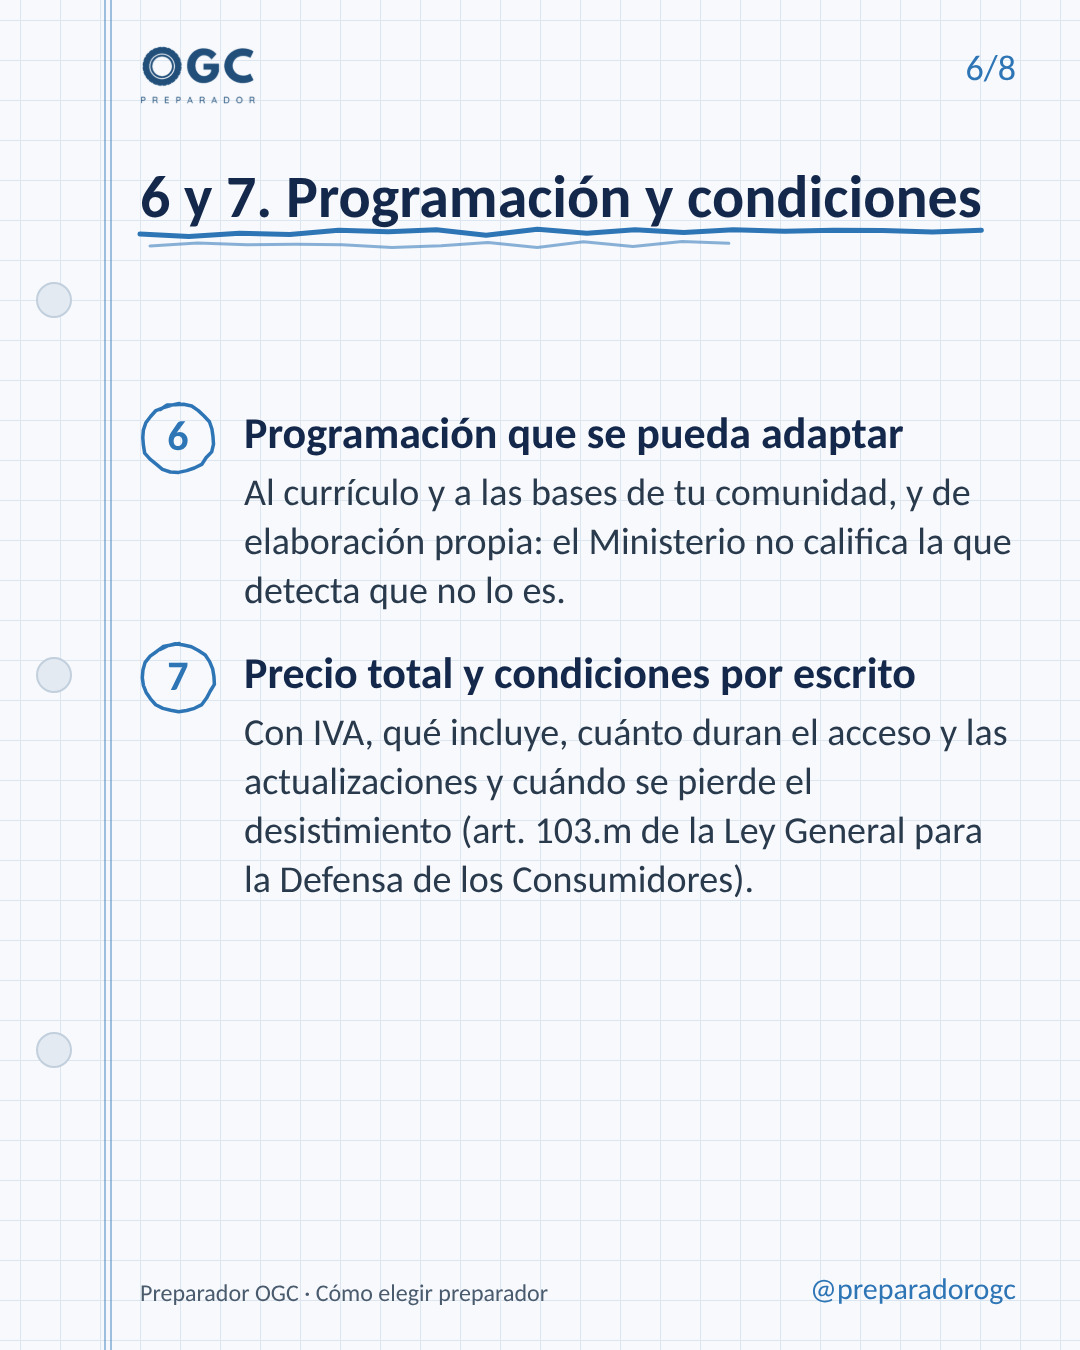 OGC
PREPARADOR
6/8
6 y 7. Programación y condiciones
6
Programación que se pueda adaptar
Al currículo y a las bases de tu comunidad, y de
elaboración propia: el Ministerio no califica la que
detecta que no lo es.
7
Precio total y condiciones por escrito
Con IVA, qué incluye, cuánto duran el acceso y las
actualizaciones y cuándo se pierde el
desistimiento (art. 103.m de la Ley General para
la Defensa de los Consumidores).
Preparador OGC · Cómo elegir preparador
@preparadorogc